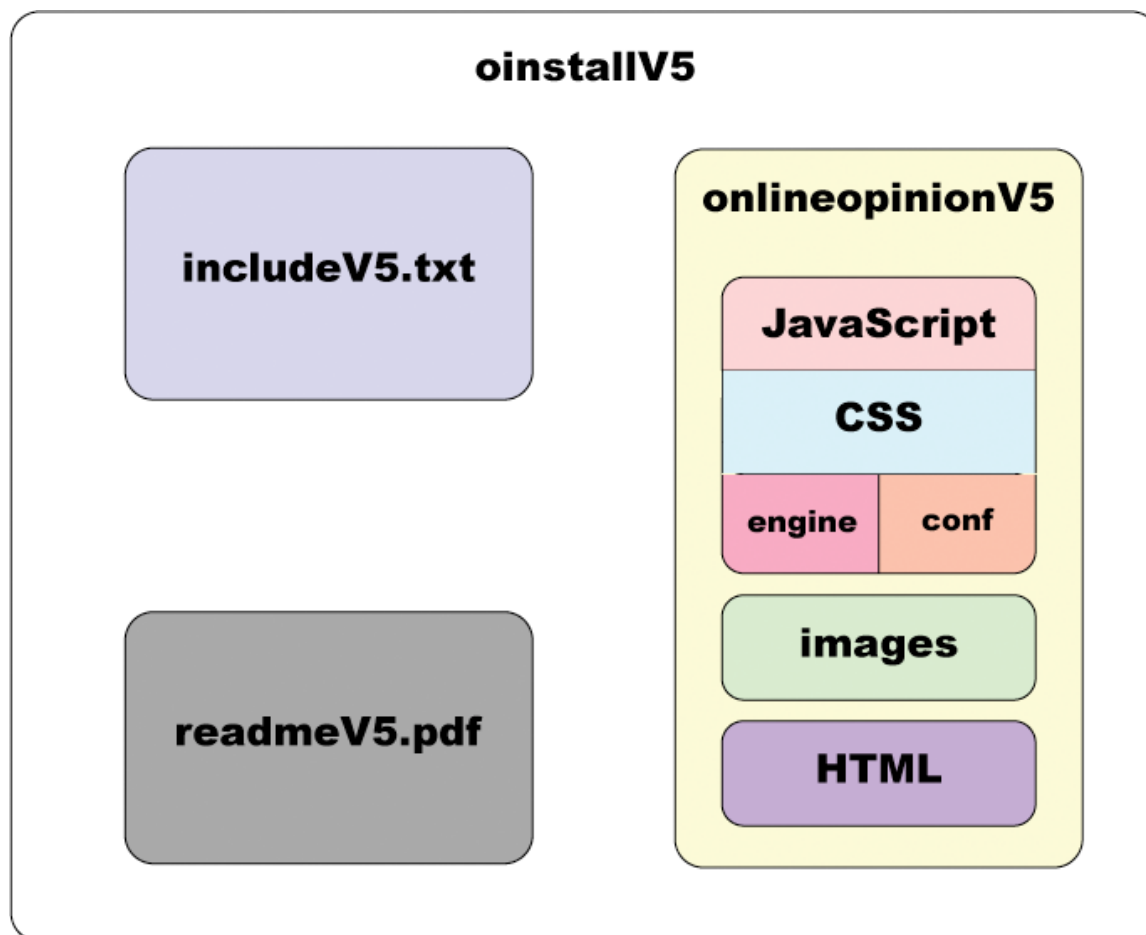 oinstallV5
includeV5.txt
onlineopinionV5
JavaScript
CSS
engine
conf
images
readmeV5.pdf
HTML